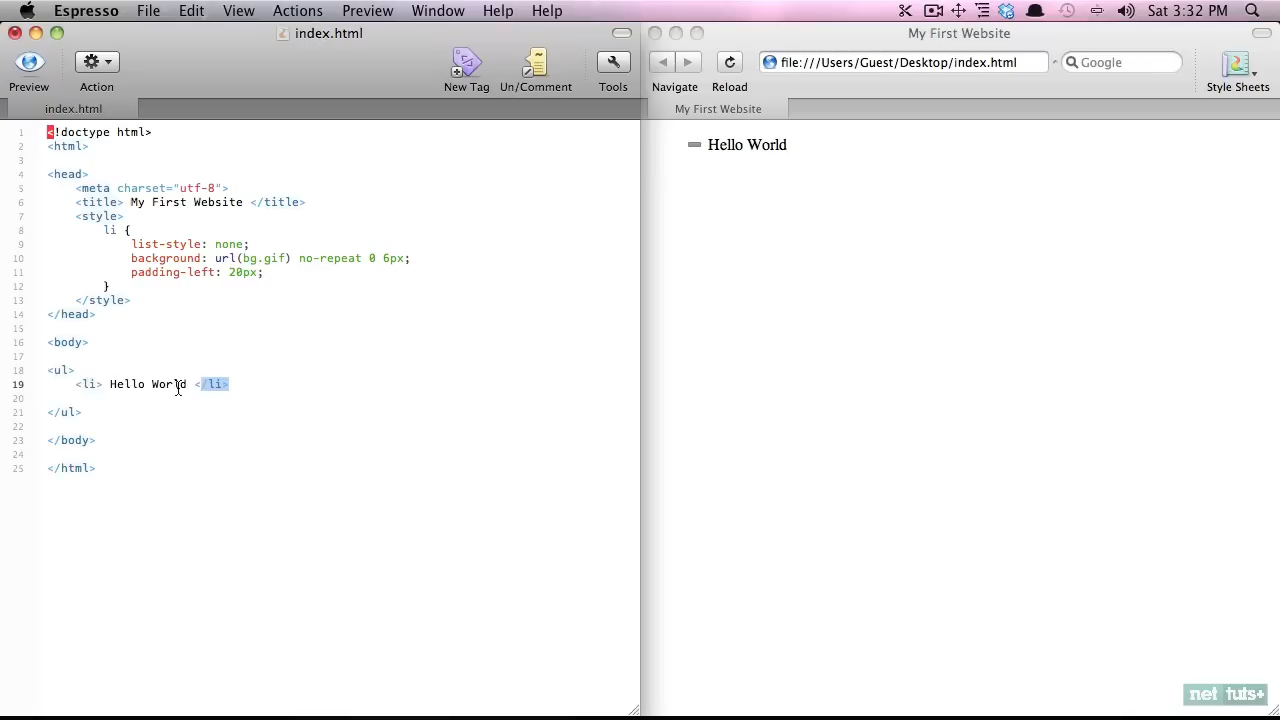 Espresso File Edit View Actions Preview Window Help Help Sat 3:32 PM
index.html
Preview Action New Tag Un/Comment Tools
index.html
1 <!doctype html>
2 <html>
3
4 <head>
5 <meta charset="utf-8">
6 <title> My First Website </title>
7 <style>
8 li {
9 list-style: none;
10 background: url(bg.gif) no-repeat 0 6px;
11 padding-left: 20px;
12 }
13 </style>
14 </head>
15
16 <body>
17
18 <ul>
19 <li> Hello World </li>
20
21 </ul>
22
23 </body>
24
25 </html>
My First Website
file:///Users/Guest/Desktop/index.html Google
Navigate Reload Style Sheets
My First Website
Hello World
net tuts+